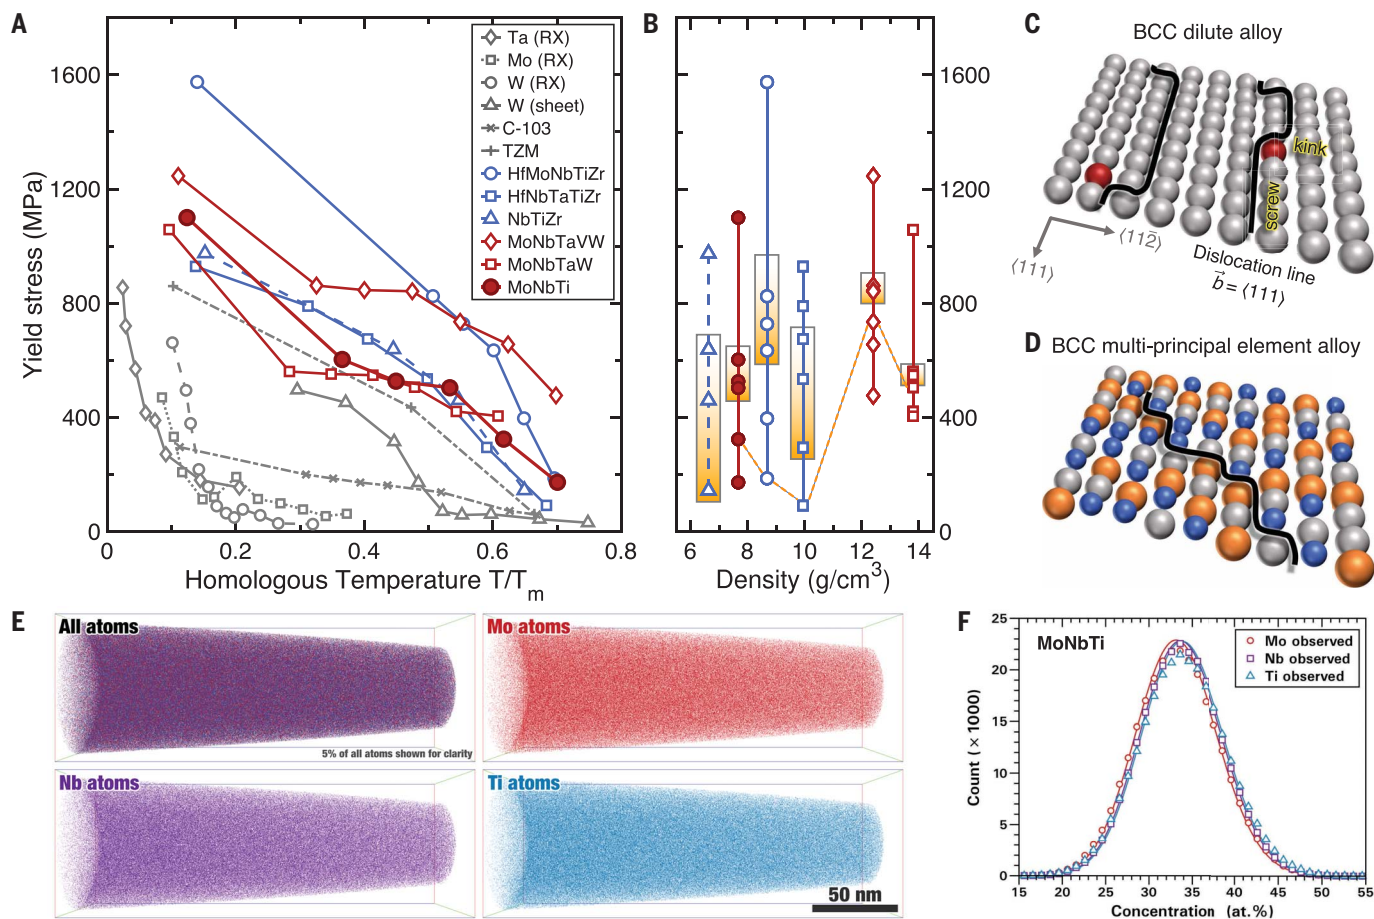 A
Yield stress (MPa)
1600
1200
800
400
0
0
0.2
0.4
0.6
0.8
Homologous Temperature T/Tm
Ta (RX)
Mo (RX)
W (RX)
W (sheet)
C-103
TZM
HfMoNbTiZr
HfNbTaTiZr
NbTiZr
MoNbTaVW
MoNbTaW
MoNbTi
B
1600
1200
800
400
0
6
8
10
12
14
Density (g/cm³)
C
BCC dilute alloy
kink
screw
⟨112̅⟩
⟨111⟩
Dislocation line
b⃗ = ⟨111⟩
D
BCC multi-principal element alloy
E
All atoms
5% of all atoms shown for clarity
Mo atoms
Nb atoms
Ti atoms
50 nm
F
MoNbTi
Mo observed
Nb observed
Ti observed
Count (×1000)
25
20
15
10
5
0
15
20
25
30
35
40
45
50
55
Concentration (at.%)